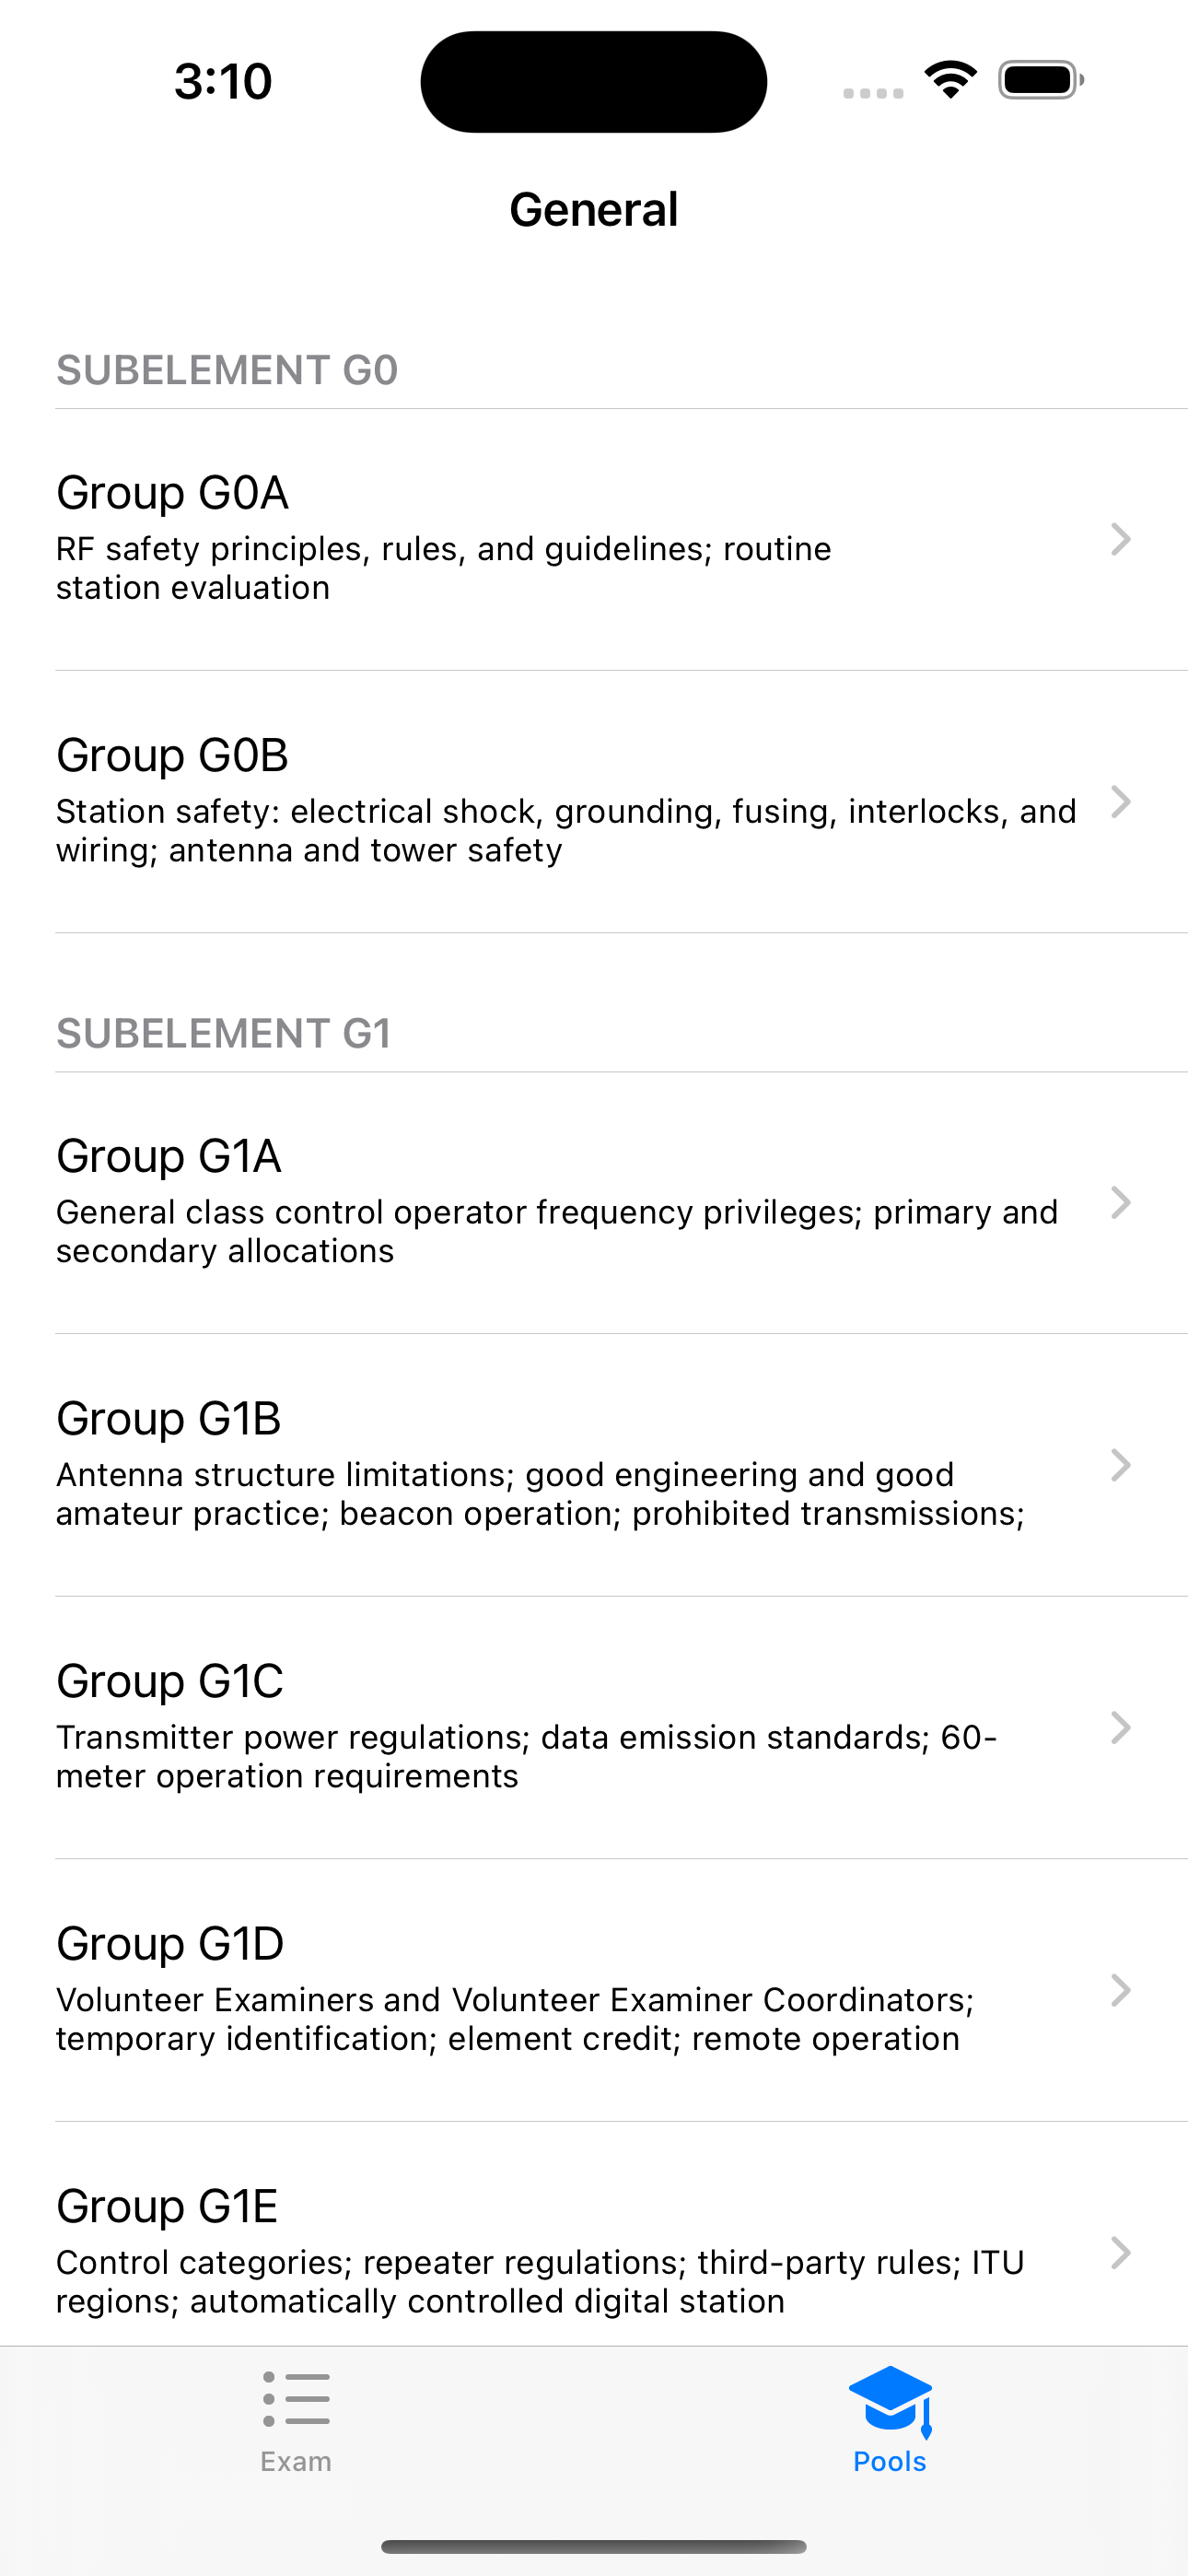 3:10
General
SUBELEMENT G0
Group G0A
RF safety principles, rules, and guidelines; routine
station evaluation
Group G0B
Station safety: electrical shock, grounding, fusing, interlocks, and
wiring; antenna and tower safety
SUBELEMENT G1
Group G1A
General class control operator frequency privileges; primary and
secondary allocations
Group G1B
Antenna structure limitations; good engineering and good
amateur practice; beacon operation; prohibited transmissions;
Group G1C
Transmitter power regulations; data emission standards; 60-
meter operation requirements
Group G1D
Volunteer Examiners and Volunteer Examiner Coordinators;
temporary identification; element credit; remote operation
Group G1E
Control categories; repeater regulations; third-party rules; ITU
regions; automatically controlled digital station
Exam
Pools